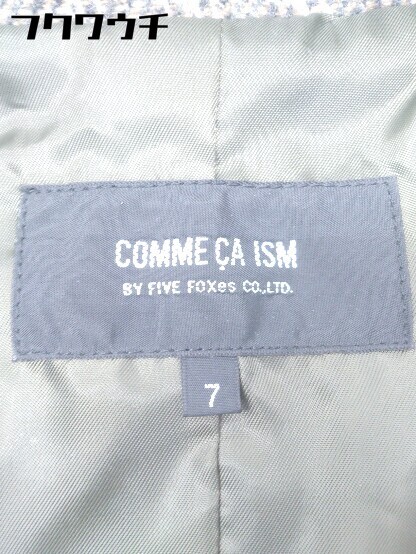 フクワウチ
COMME ÇA ISM
BY FIVE FOXes CO.,LTD.
7